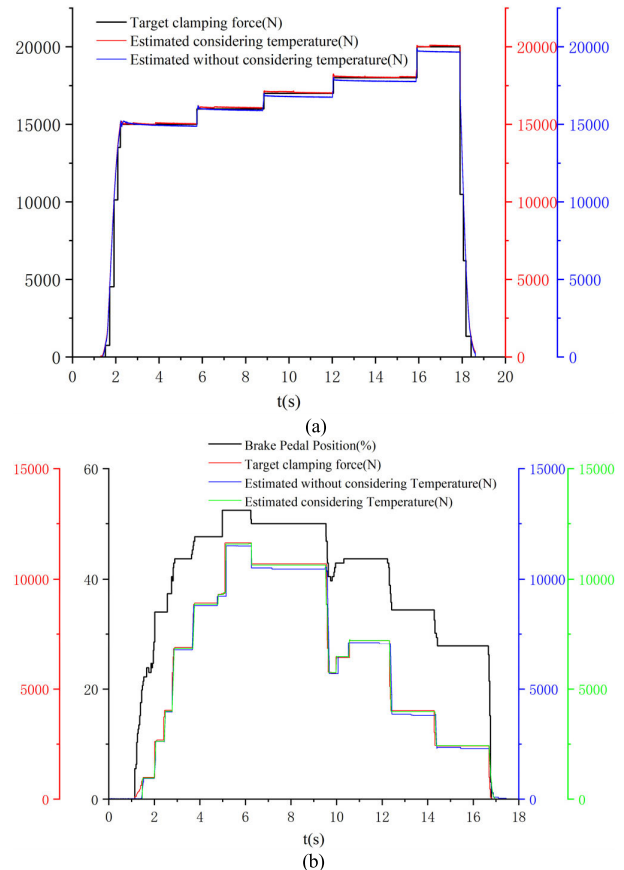 Target clamping force(N)
Estimated considering temperature(N)
Estimated without considering temperature(N)
20000
15000
10000
5000
0
20000
15000
10000
5000
0
20000
15000
10000
5000
0
0 2 4 6 8 10 12 14 16 18 20
t(s)
(a)
Brake Pedal Position(%)
Target clamping force(N)
Estimated without considering Temperature(N)
Estimated considering Temperature(N)
15000
10000
5000
0
60
40
20
0
15000
10000
5000
0
15000
10000
5000
0
0 2 4 6 8 10 12 14 16 18
t(s)
(b)